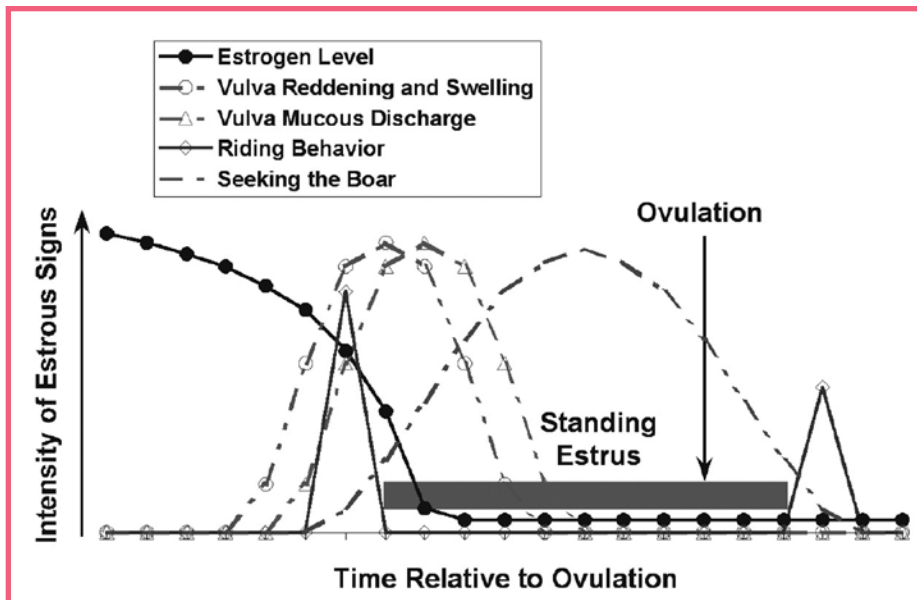 Estrogen Level
Vulva Reddening and Swelling
Vulva Mucous Discharge
Riding Behavior
Seeking the Boar
Intensity of Estrous Signs
Ovulation
Standing
Estrus
Time Relative to Ovulation